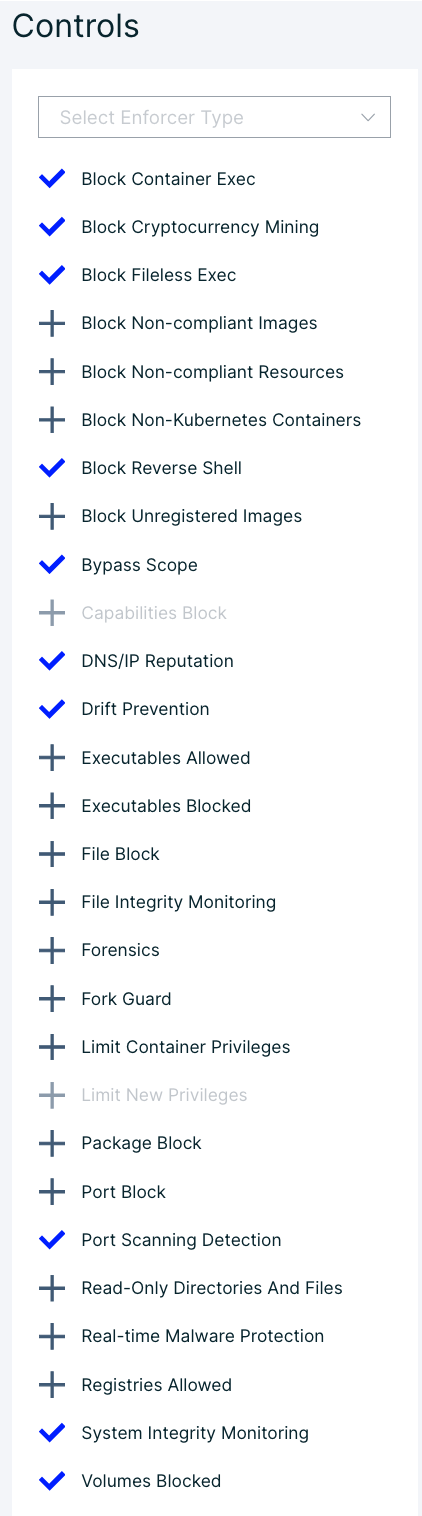 Controls
Select Enforcer Type
Block Container Exec
Block Cryptocurrency Mining
Block Fileless Exec
Block Non-compliant Images
Block Non-compliant Resources
Block Non-Kubernetes Containers
Block Reverse Shell
Block Unregistered Images
Bypass Scope
Capabilities Block
DNS/IP Reputation
Drift Prevention
Executables Allowed
Executables Blocked
File Block
File Integrity Monitoring
Forensics
Fork Guard
Limit Container Privileges
Limit New Privileges
Package Block
Port Block
Port Scanning Detection
Read-Only Directories And Files
Real-time Malware Protection
Registries Allowed
System Integrity Monitoring
Volumes Blocked